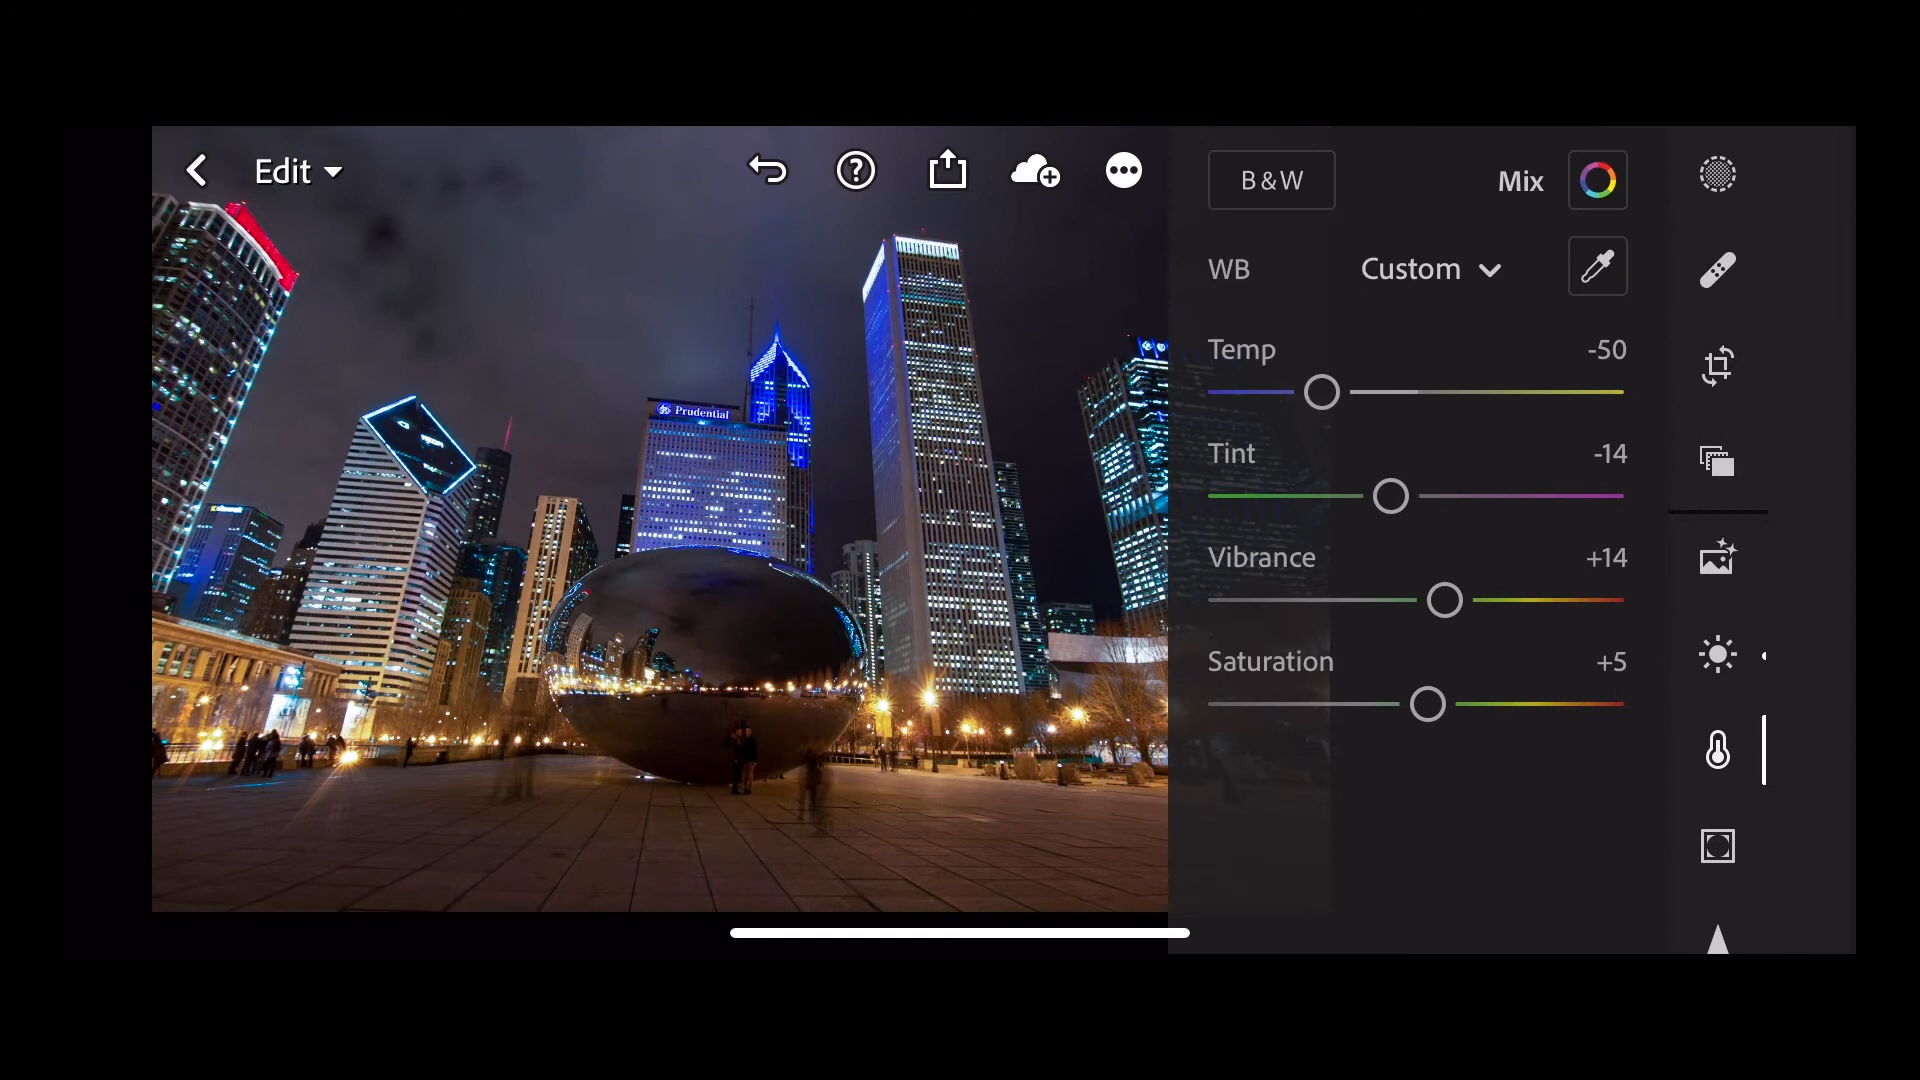 Edit
B&W
Mix
WB
Custom
Temp
-50
Tint
-14
Vibrance
+14
Saturation
+5
Prudential